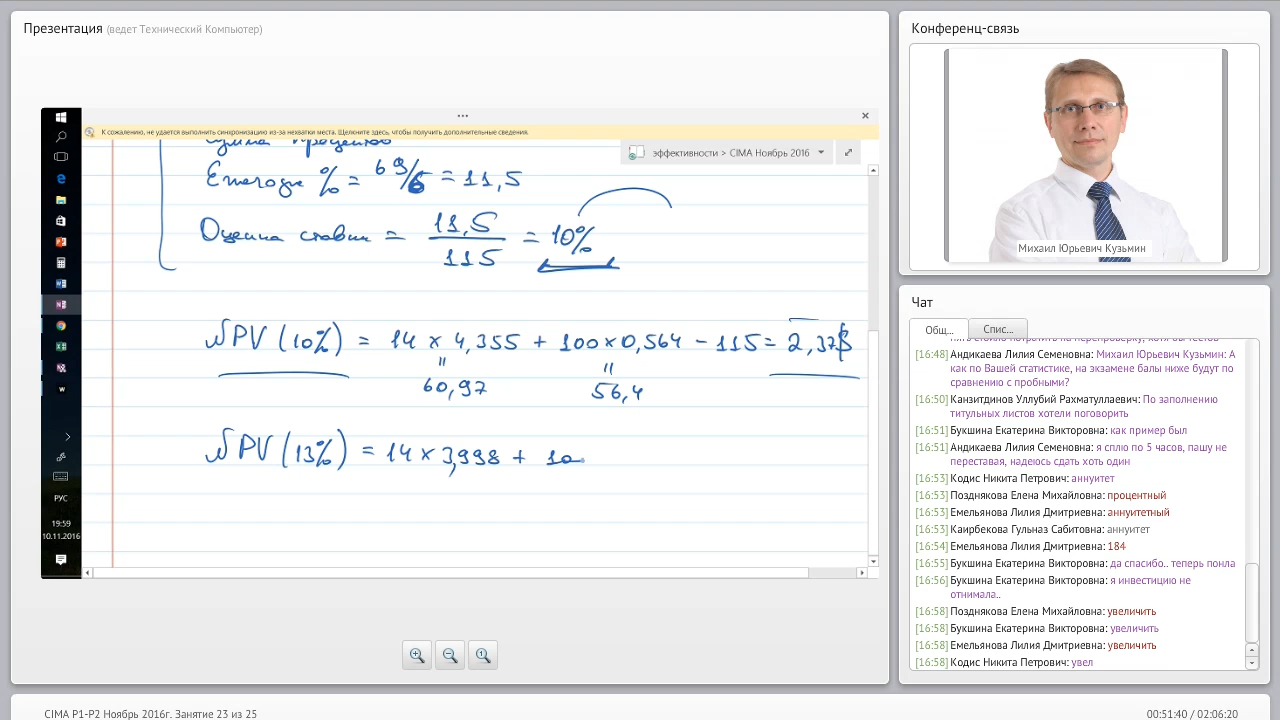 Презентация (ведет Технический Компьютер)
К сожалению, не удается выполнить синхронизацию из-за нехватки места. Щелкните здесь, чтобы получить дополнительные сведения.
эффективности > CIMA Ноябрь 2016
Сумма процентов
Ежегодн % = 69/6 = 11,5
Оценка ставки = 11,5 / 115 = 10%
NPV (10%) = 14 × 4,355 + 100 × 0,564 − 115 = 2,37$
= 60,97 = 56,4
NPV (13%) = 14 × 3,998 + 10
РУС
19:59
10.11.2016
Конференц-связь
Михаил Юрьевич Кузьмин
Чат
Общ... Спис...
[16:48] Андикаева Лилия Семеновна: Михаил Юрьевич Кузьмин: А
как по Вашей статистике, на экзамене балы ниже будут по
сравнению с пробными?
[16:50] Канзитдинов Уллубий Рахматуллаевич: По заполнению
титульных листов хотели поговорить
[16:51] Букшина Екатерина Викторовна: как пример был
[16:51] Андикаева Лилия Семеновна: я сплю по 5 часов, пашу не
переставая, надеюсь сдать хоть один
[16:53] Кодис Никита Петрович: аннуитет
[16:53] Позднякова Елена Михайловна: процентный
[16:53] Емельянова Лилия Дмитриевна: аннуитетный
[16:53] Каирбекова Гульназ Сабитовна: аннуитет
[16:54] Емельянова Лилия Дмитриевна: 184
[16:55] Букшина Екатерина Викторовна: да спасибо.. теперь понла
[16:56] Букшина Екатерина Викторовна: я инвестицию не
отнимала..
[16:58] Позднякова Елена Михайловна: увеличить
[16:58] Букшина Екатерина Викторовна: увеличить
[16:58] Емельянова Лилия Дмитриевна: увеличить
[16:58] Кодис Никита Петрович: увел
CIMA P1-P2 Ноябрь 2016г. Занятие 23 из 25
00:51:40 / 02:06:20